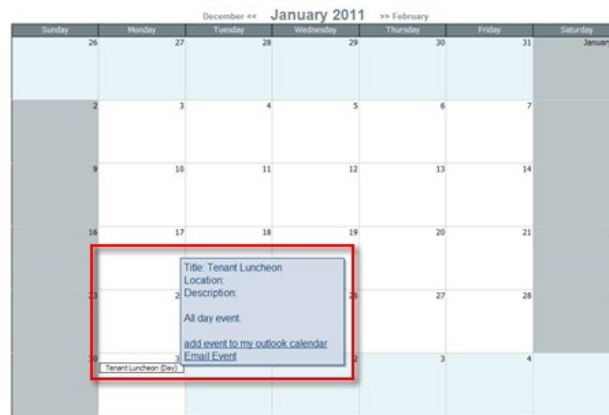 December << January 2011 >> February
Sunday Monday Tuesday Wednesday Thursday Friday Saturday
26 27 28 29 30 31 January
2 3 4 5 6 7
9 10 11 12 13 14
16 17 18 19 20 21
Title: Tenant Luncheon
Location:
Description:
27 28
All day event.
add event to my outlook calendar
Email Event
2 3 4
Tenant Luncheon (Day)